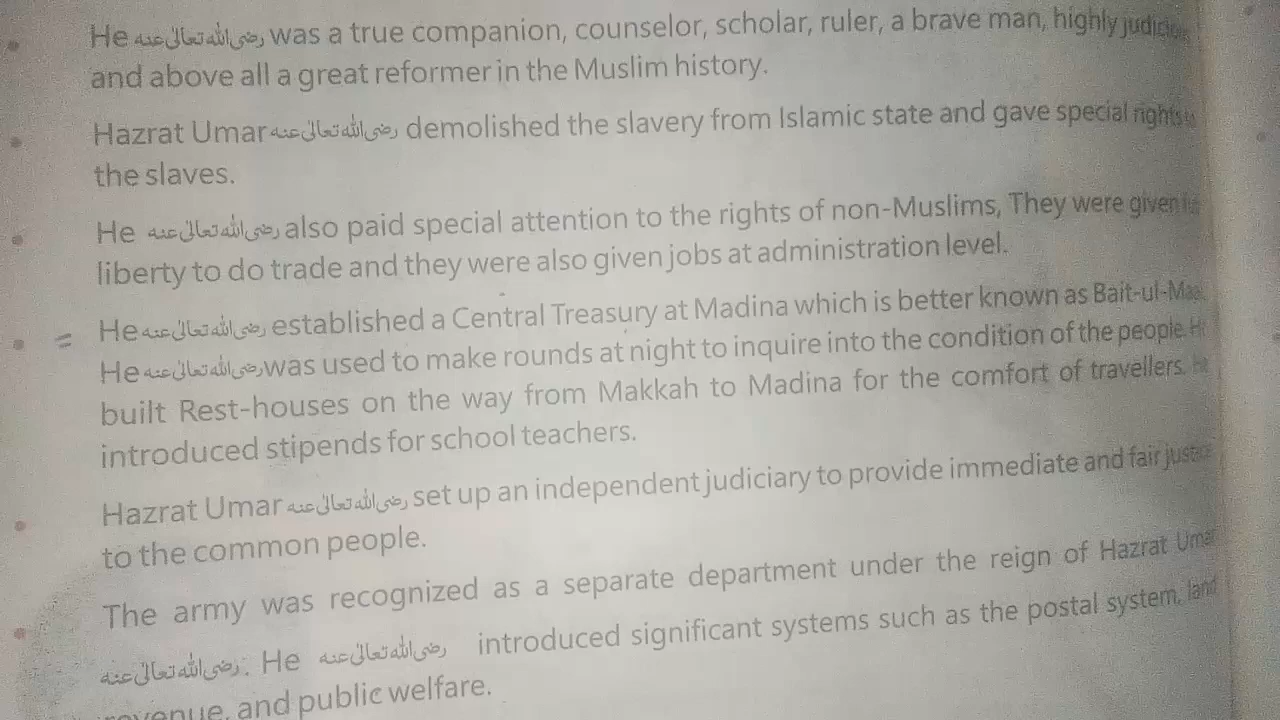 He رضی اللہ تعالیٰ عنہ was a true companion, counselor, scholar, ruler, a brave man, highly
and above all a great reformer in the Muslim history.
Hazrat Umar رضی اللہ تعالیٰ عنہ demolished the slavery from Islamic state and gave special rights
the slaves.
He رضی اللہ تعالیٰ عنہ also paid special attention to the rights of non-Muslims, They were given
liberty to do trade and they were also given jobs at administration level.
He رضی اللہ تعالیٰ عنہ established a Central Treasury at Madina which is better known as
He رضی اللہ تعالیٰ عنہ was used to make rounds at night to inquire into the condition of the people.
built Rest-houses on the way from Makkah to Madina for the comfort of travellers.
introduced stipends for school teachers.
Hazrat Umar رضی اللہ تعالیٰ عنہ set up an independent judiciary to provide immediate and fair justice
to the common people.
The army was recognized as a separate department under the reign of Hazrat Umar
رضی اللہ تعالیٰ عنہ. He رضی اللہ تعالیٰ عنہ introduced significant systems such as the postal system, land
revenue, and public welfare.